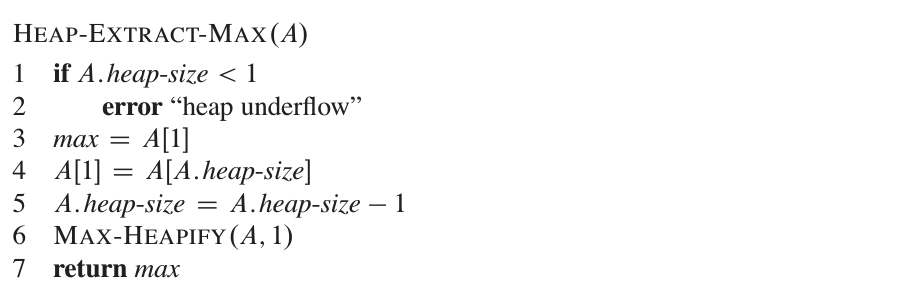 HEAP-EXTRACT-MAX(A)
1 if A.heap-size < 1
2 error “heap underflow”
3 max = A[1]
4 A[1] = A[A.heap-size]
5 A.heap-size = A.heap-size − 1
6 MAX-HEAPIFY(A, 1)
7 return max